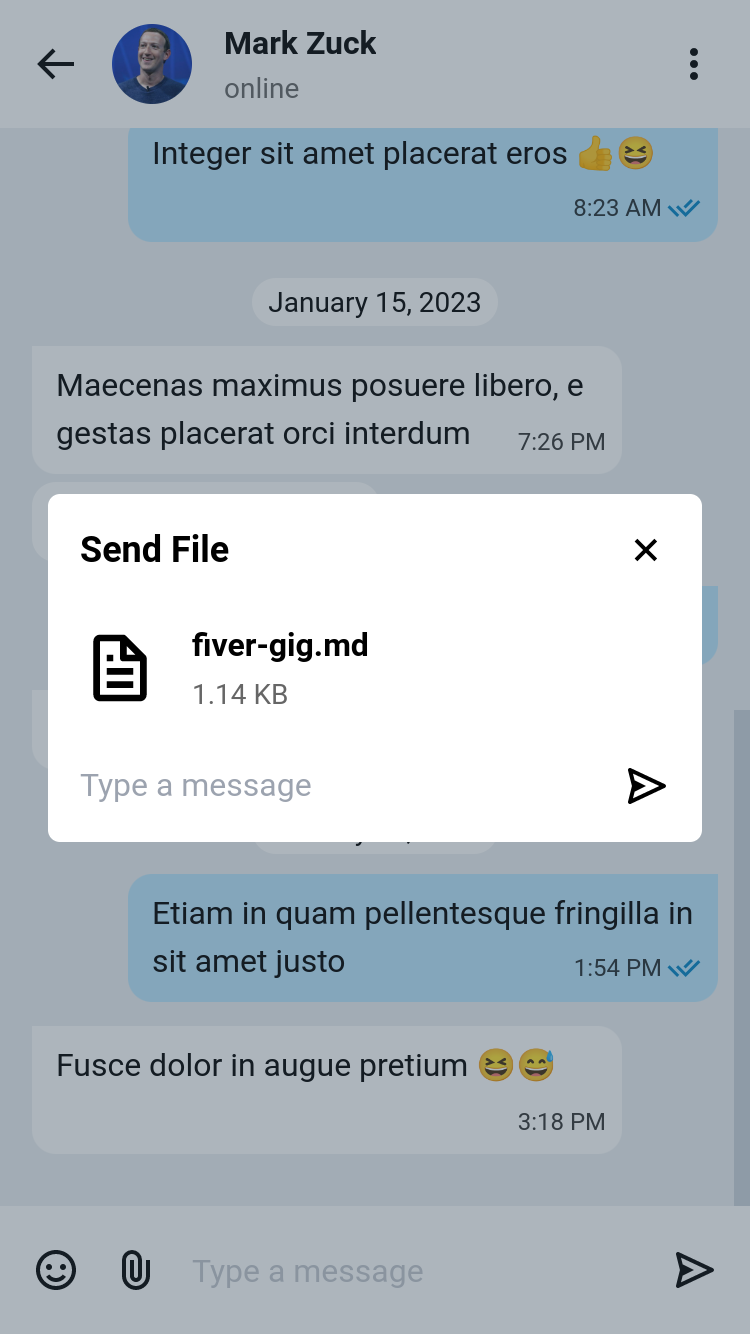 Mark Zuck
online
Integer sit amet placerat eros 👍😆
8:23 AM
January 15, 2023
Maecenas maximus posuere libero, e
gestas placerat orci interdum
7:26 PM
Send File
fiver-gig.md
1.14 KB
Type a message
Etiam in quam pellentesque fringilla in
sit amet justo
1:54 PM
Fusce dolor in augue pretium 😆😅
3:18 PM
Type a message